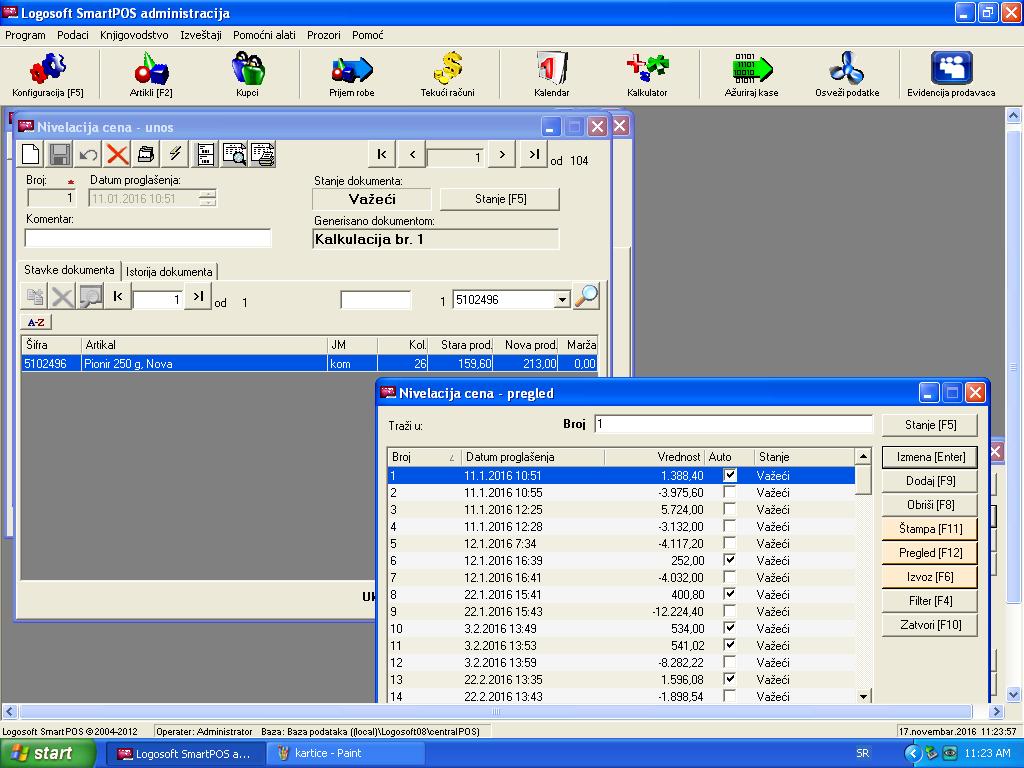 Logosoft SmartPOS administracija
Program Podaci Knjigovodstvo Izveštaji Pomoćni alati Prozori Pomoć
Konfiguracija [F5] Artikli [F2] Kupci Prijem robe Tekući računi Kalendar Kalkulator Ažuriraj kase Osveži podatke Evidencija prodavaca
Nivelacija cena - unos
1 od 104
Broj: * Datum proglašenja: Stanje dokumenta:
1 11.01.2016 10:51 Važeći Stanje [F5]
Komentar: Generisano dokumentom:
Kalkulacija br. 1
Stavke dokumenta Istorija dokumenta
1 od 1 1 5102496
A-Z
Šifra Artikal JM Kol. Stara prod. Nova prod. Marža
5102496 Pionir 250 g, Nova kom 26 159,60 213,00 0,00
Nivelacija cena - pregled
Traži u: Broj 1 Stanje [F5]
Broj Datum proglašenja Vrednost Auto Stanje Izmena [Enter]
1 11.1.2016 10:51 1.388,40 Važeći
2 11.1.2016 10:55 -3.975,60 Važeći
3 11.1.2016 12:25 5.724,00 Važeći
4 11.1.2016 12:28 -3.132,00 Važeći
5 12.1.2016 7:34 -4.117,20 Važeći
6 12.1.2016 16:39 252,00 Važeći
7 12.1.2016 16:41 -4.032,00 Važeći
8 22.1.2016 15:41 400,80 Važeći
9 22.1.2016 15:43 -12.224,40 Važeći
10 3.2.2016 13:49 534,00 Važeći
11 3.2.2016 13:53 541,02 Važeći
12 3.2.2016 13:59 -8.282,22 Važeći
13 22.2.2016 13:35 1.596,08 Važeći
14 22.2.2016 13:43 -1.898,54 Važeći
Dodaj [F9]
Obriši [F8]
Štampa [F11]
Pregled [F12]
Izvoz [F6]
Filter [F4]
Zatvori [F10]
Logosoft SmartPOS ©2004-2012 Operater: Administrator Baza: Baza podataka ((local)\Logosoft08\centralPOS) 17.novembar.2016 11:23:57
start Logosoft SmartPOS a... kartice - Paint SR 11:23 AM